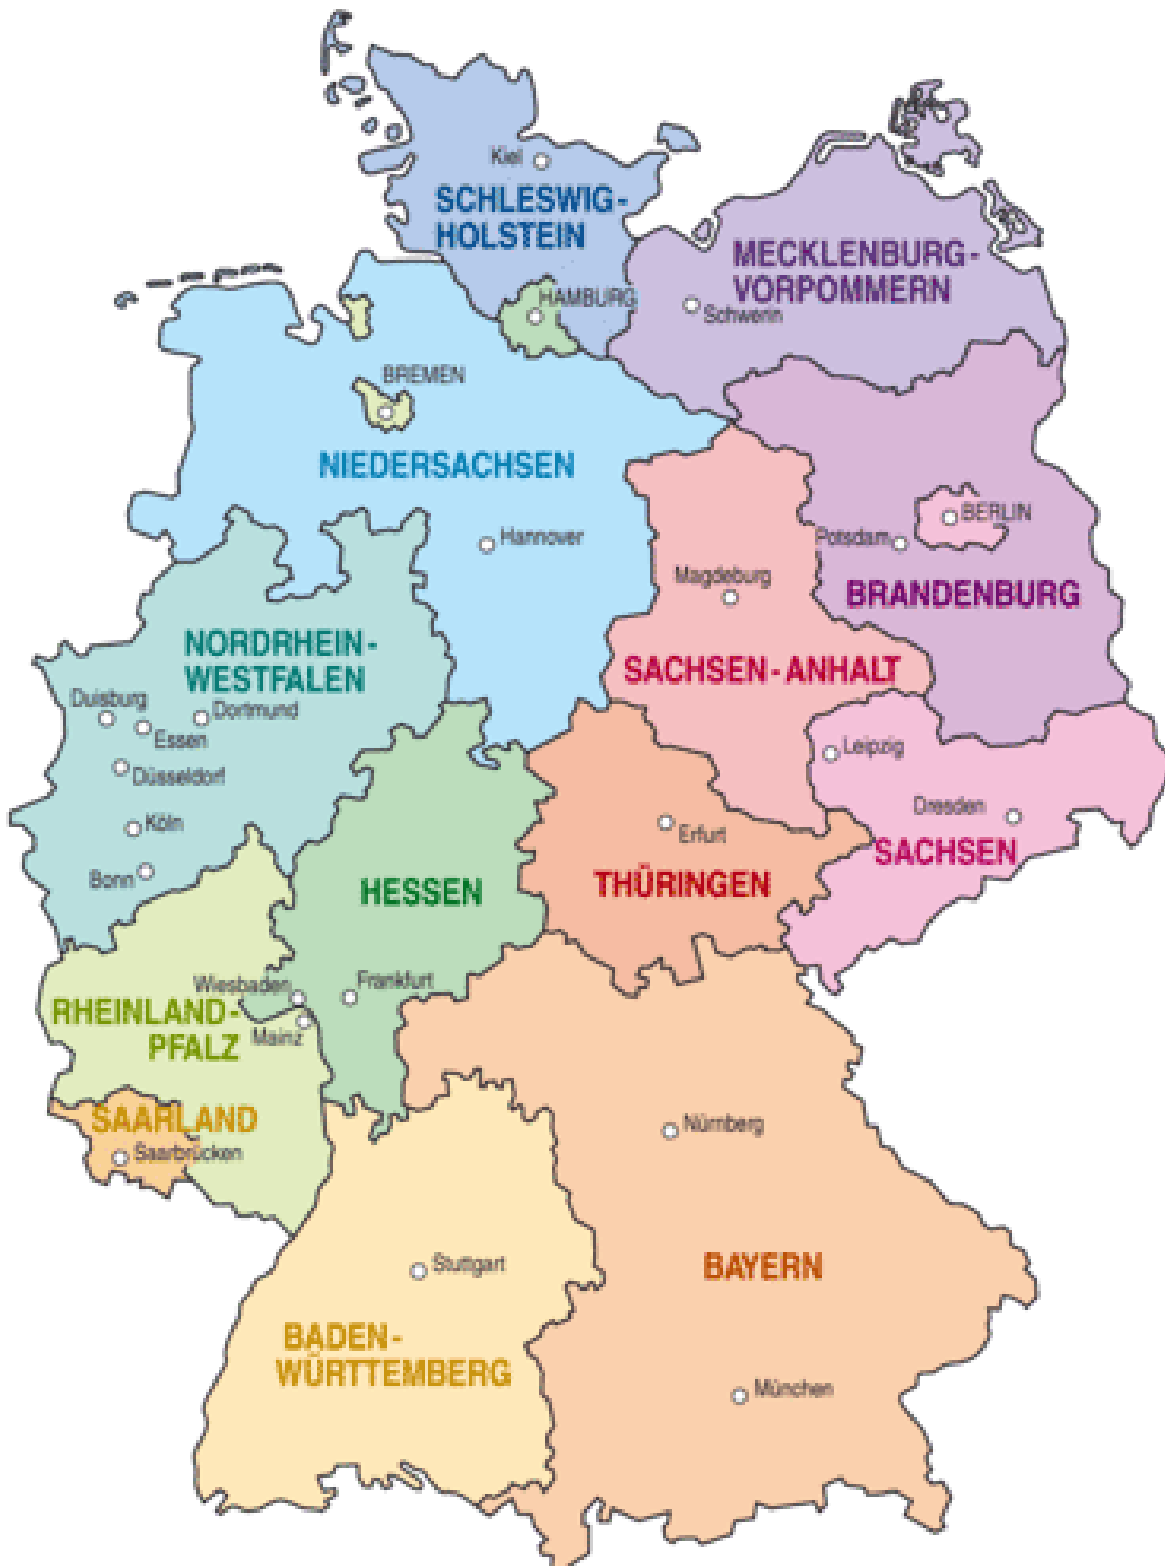 Kiel
SCHLESWIG-
HOLSTEIN
MECKLENBURG-
VORPOMMERN
HAMBURG
Schwerin
BREMEN
NIEDERSACHSEN
BERLIN
Hannover
Potsdam
Magdeburg
BRANDENBURG
NORDRHEIN-
WESTFALEN
SACHSEN-ANHALT
Duisburg
Dortmund
Essen
Leipzig
Düsseldorf
Dresden
Köln
Erfurt
SACHSEN
Bonn
HESSEN
THÜRINGEN
Wiesbaden
Frankfurt
RHEINLAND-
PFALZ
Mainz
SAARLAND
Nürnberg
Saarbrücken
Stuttgart
BAYERN
BADEN-
WÜRTTEMBERG
München